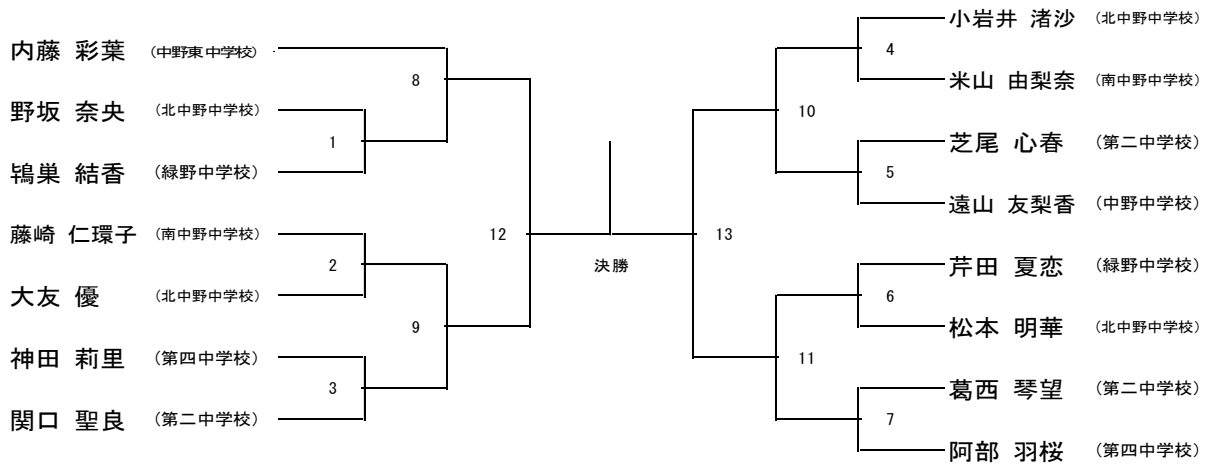 内藤 彩葉 (中野東中学校)
8
野坂 奈央 (北中野中学校)
1
鴇巣 結香 (緑野中学校)
藤崎 仁環子 (南中野中学校)
2
大友 優 (北中野中学校)
9
神田 莉里 (第四中学校)
3
関口 聖良 (第二中学校)
12
決勝
13
小岩井 渚沙 (北中野中学校)
4
米山 由梨奈 (南中野中学校)
10
芝尾 心春 (第二中学校)
5
遠山 友梨香 (中野中学校)
芹田 夏恋 (緑野中学校)
6
松本 明華 (北中野中学校)
11
葛西 琴望 (第二中学校)
7
阿部 羽桜 (第四中学校)